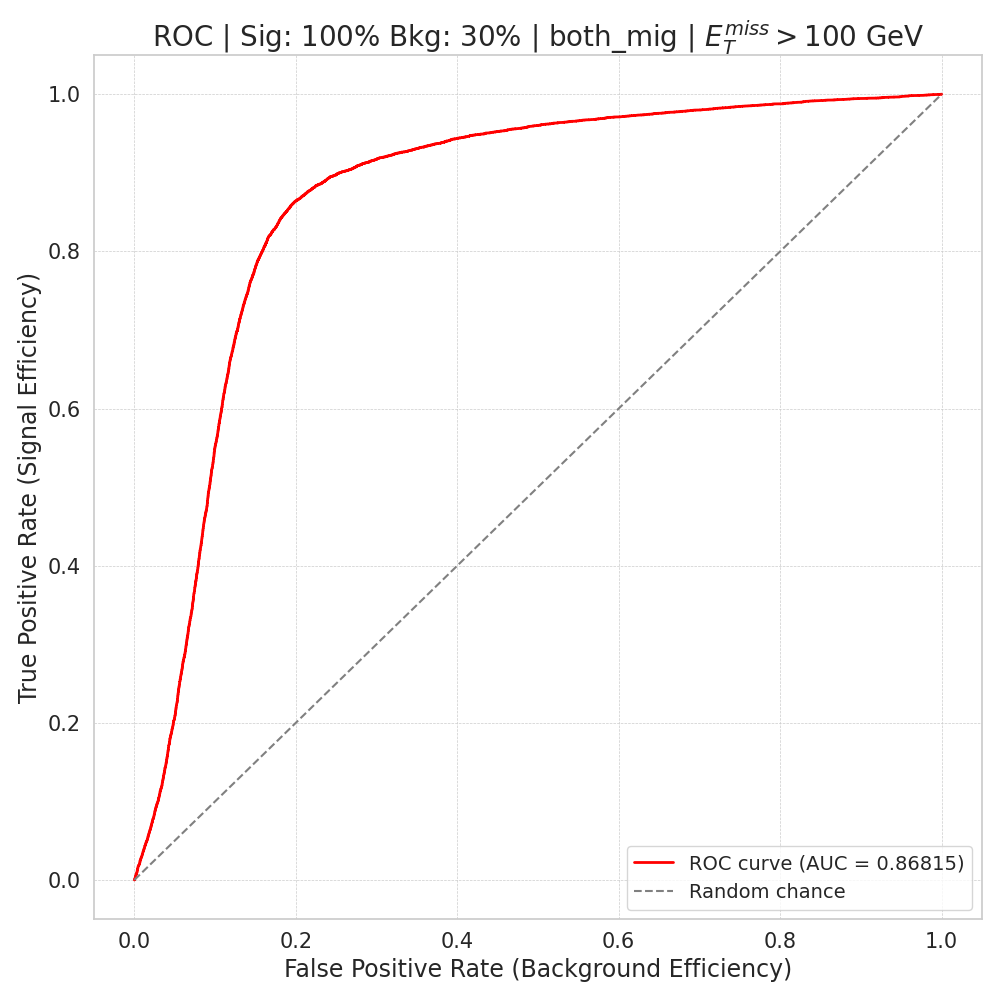 ROC | Sig: 100% Bkg: 30% | both_mig | $E_T^{miss} > 100$ GeV
True Positive Rate (Signal Efficiency)
1.0
0.8
0.6
0.4
0.2
0.0
ROC curve (AUC = 0.86815)
Random chance
0.0 0.2 0.4 0.6 0.8 1.0
False Positive Rate (Background Efficiency)